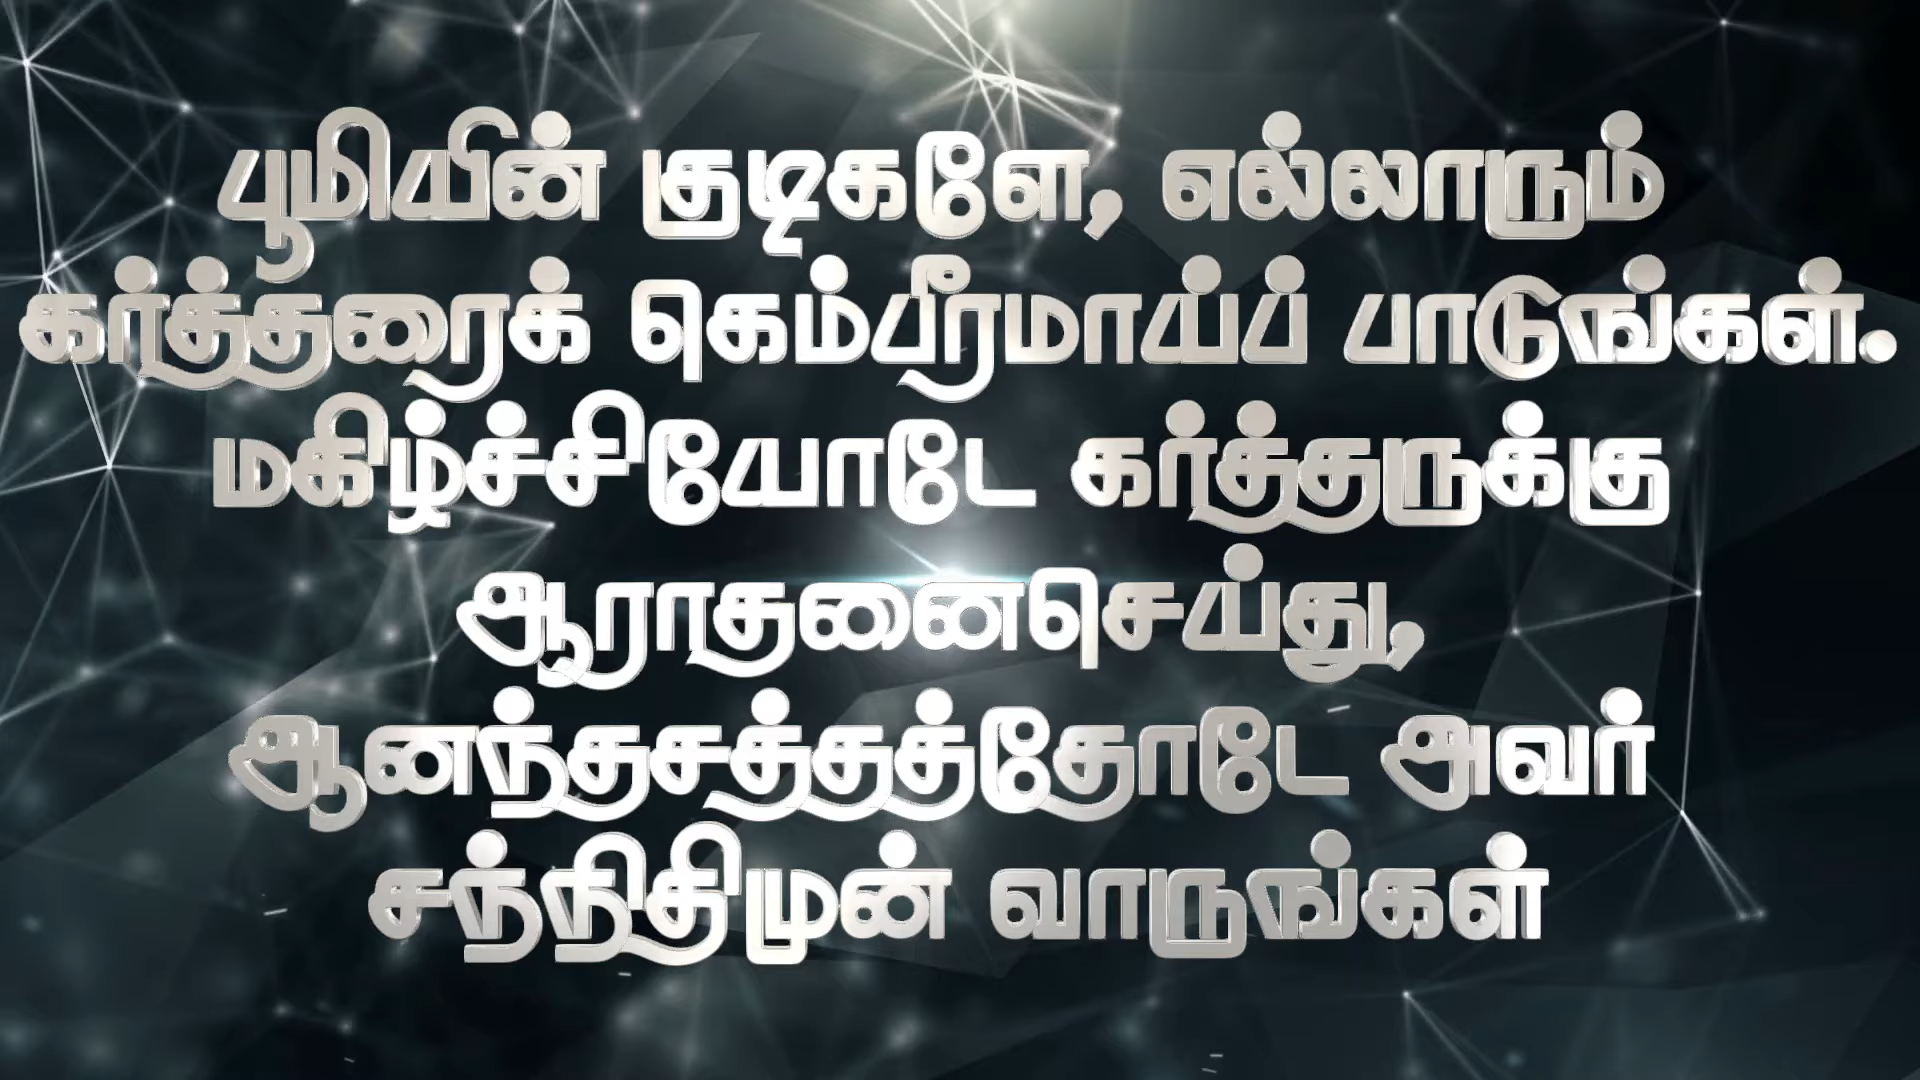 பூமியின் குடிகளே, எல்லாரும்
கர்த்தரைக் கெம்பீரமாய்ப் பாடுங்கள்.
மகிழ்ச்சியோடே கர்த்தருக்கு
ஆராதனைசெய்து,
ஆனந்தசத்தத்தோடே அவர்
சந்நிதிமுன் வாருங்கள்